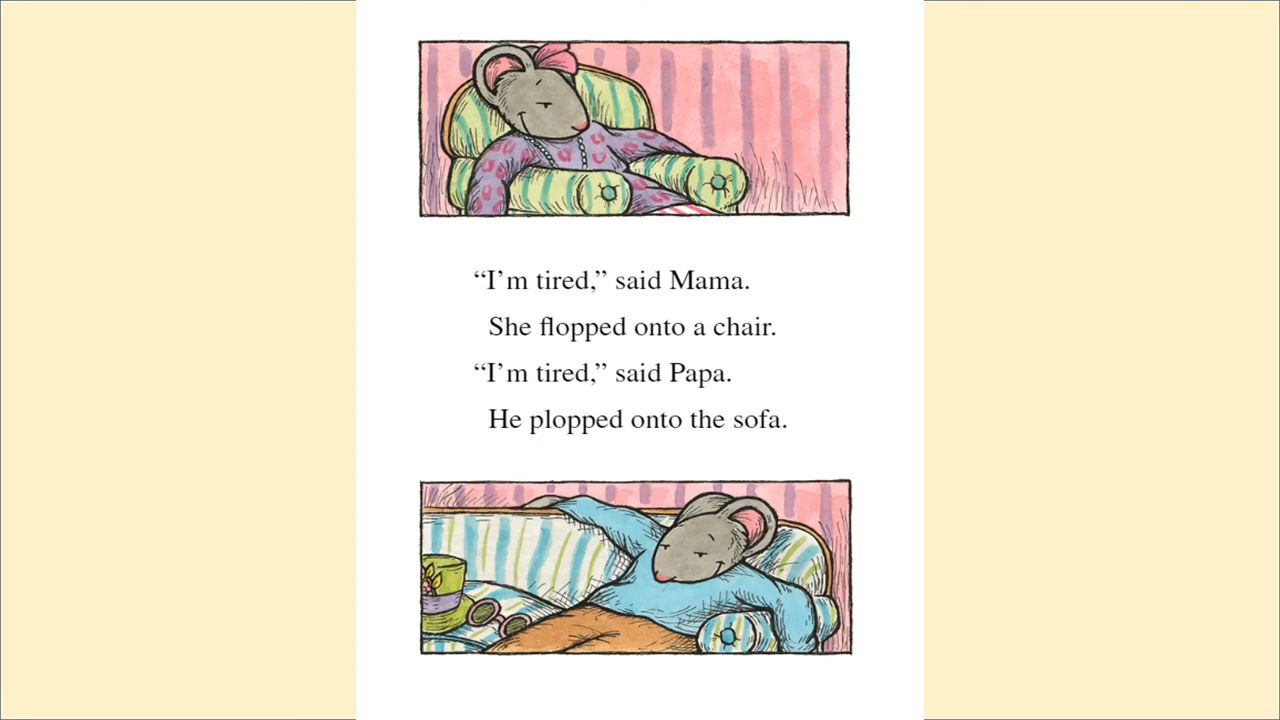 “I’m tired,” said Mama.
She flopped onto a chair.
“I’m tired,” said Papa.
He plopped onto the sofa.